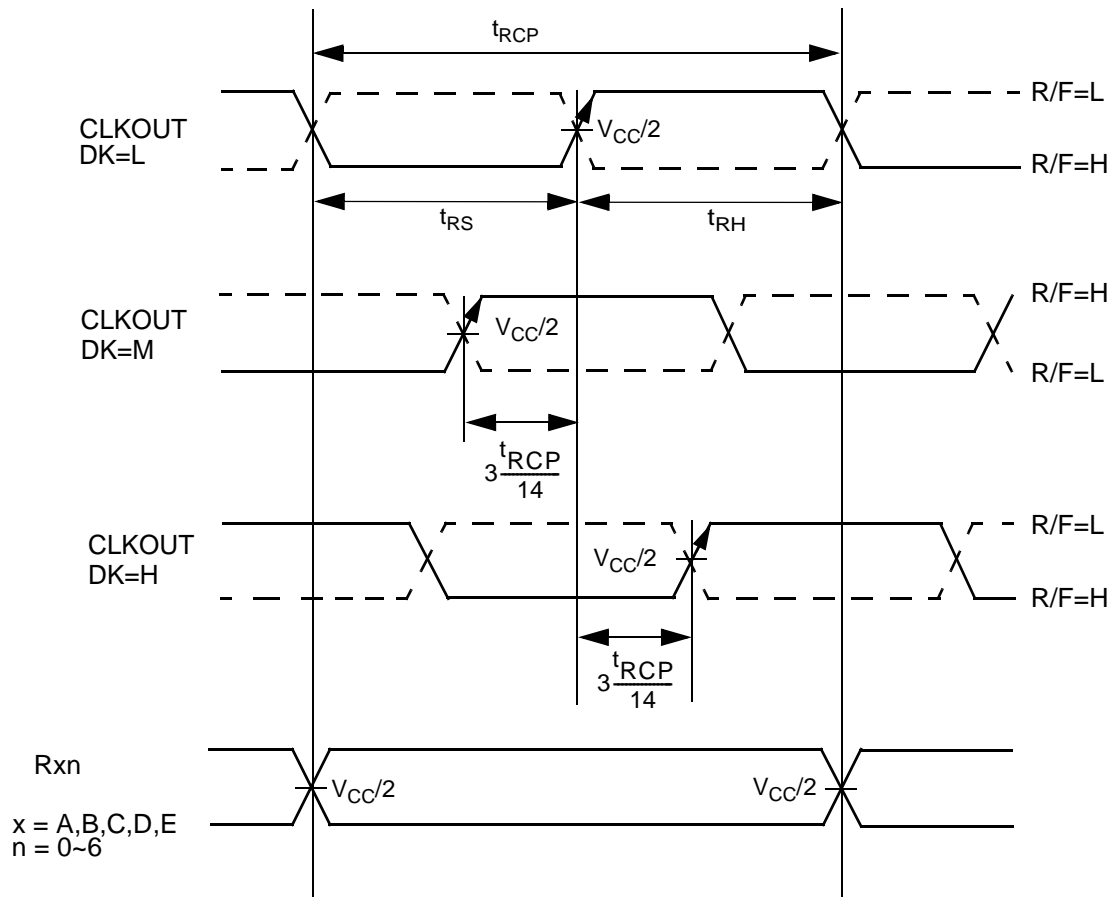 tRCP
R/F=L
CLKOUT
DK=L
VCC/2
R/F=H
tRS
tRH
R/F=H
CLKOUT
DK=M
VCC/2
R/F=L
3 tRCP
14
R/F=L
CLKOUT
DK=H
VCC/2
R/F=H
3 tRCP
14
Rxn
VCC/2
VCC/2
x = A,B,C,D,E
n = 0~6